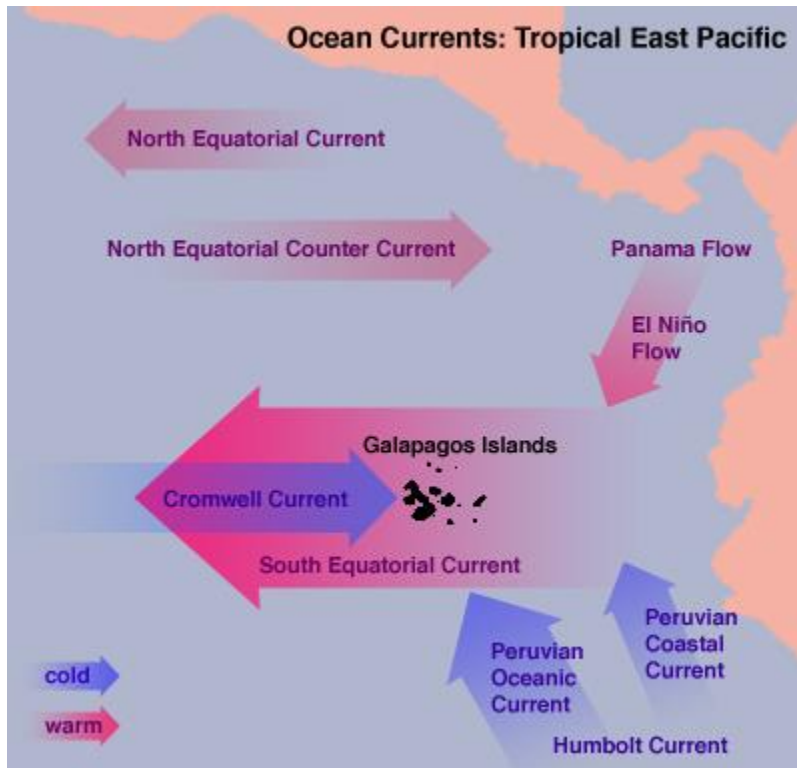 Ocean Currents: Tropical East Pacific
North Equatorial Current
North Equatorial Counter Current
Panama Flow
El Niño
Flow
Galapagos Islands
Cromwell Current
South Equatorial Current
Peruvian
Coastal
Current
Peruvian
Oceanic
Current
Humbolt Current
cold
warm